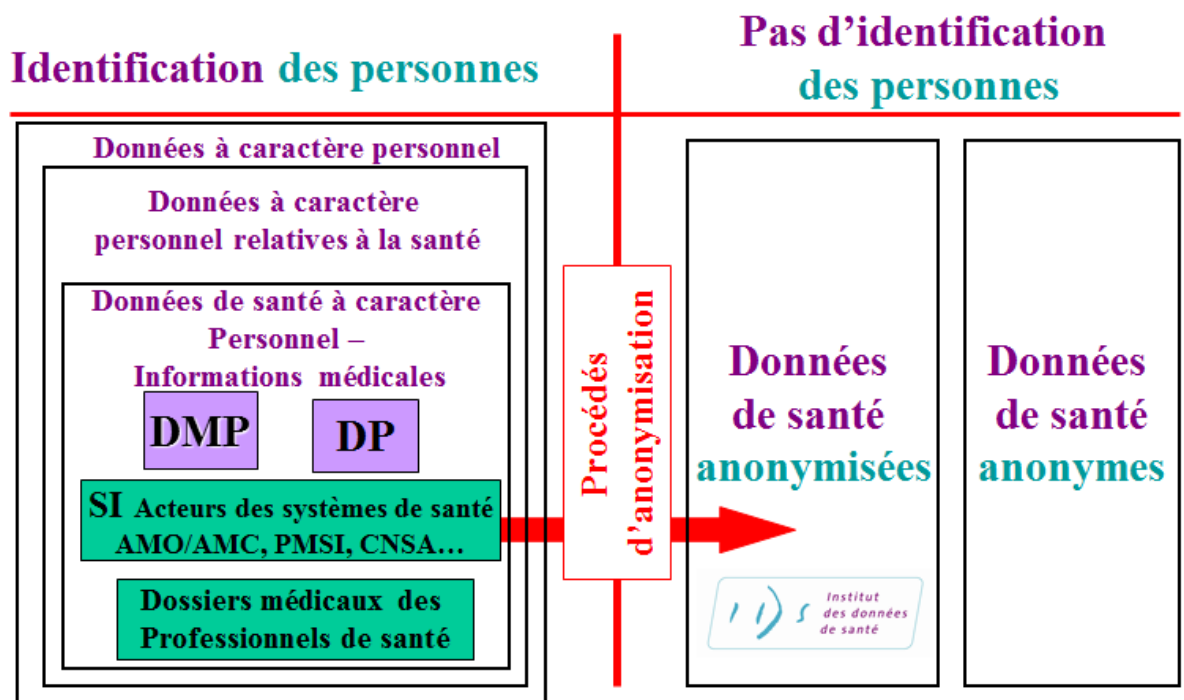 Identification des personnes
Pas d'identification
des personnes
Données à caractère personnel
Données à caractère
personnel relatives à la santé
Données de santé à caractère
Personnel –
Informations médicales
DMP
DP
SI Acteurs des systèmes de santé
AMO/AMC, PMSI, CNSA…
Dossiers médicaux des
Professionnels de santé
Procédés
d'anonymisation
Données
de santé
anonymisées
Institut
des données
de santé
Données
de santé
anonymes